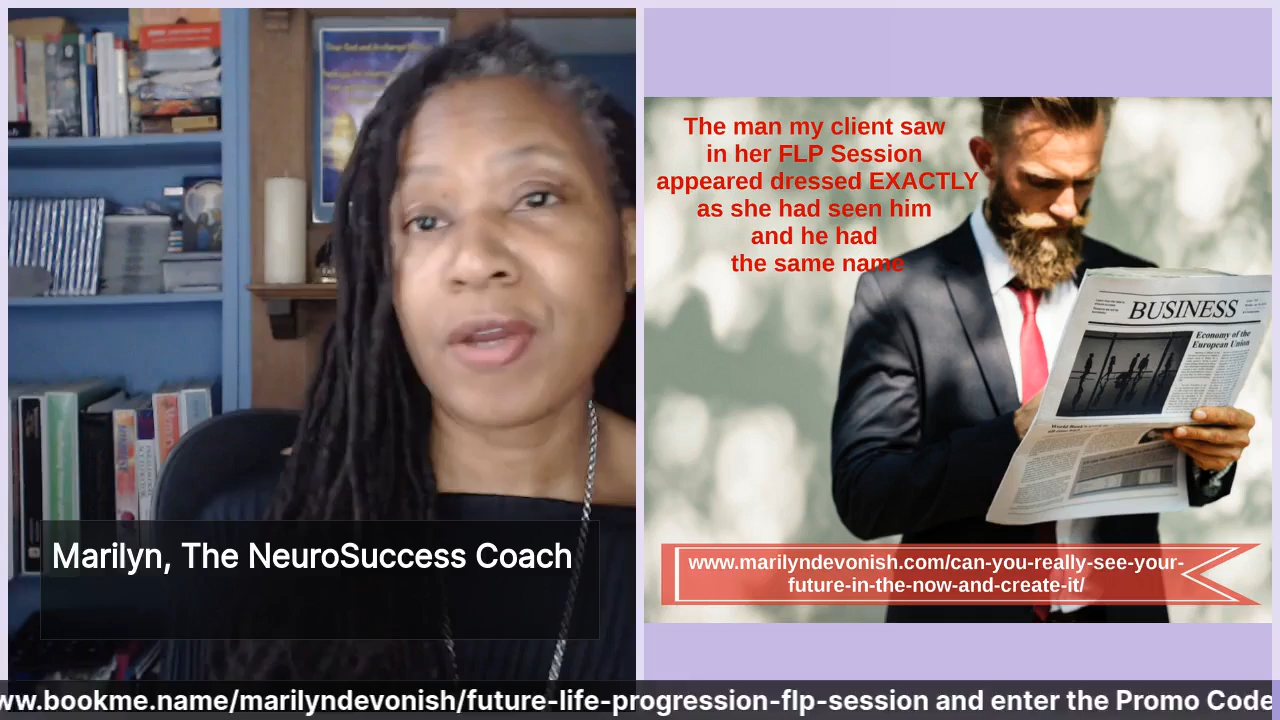 Marilyn, The NeuroSuccess Coach
The man my client saw
in her FLP Session
appeared dressed EXACTLY
as she had seen him
and he had
the same name
BUSINESS
Economy of the
European Union
www.marilyndevonish.com/can-you-really-see-your-
future-in-the-now-and-create-it/
ww.bookme.name/marilyndevonish/future-life-progression-flp-session and enter the Promo Code